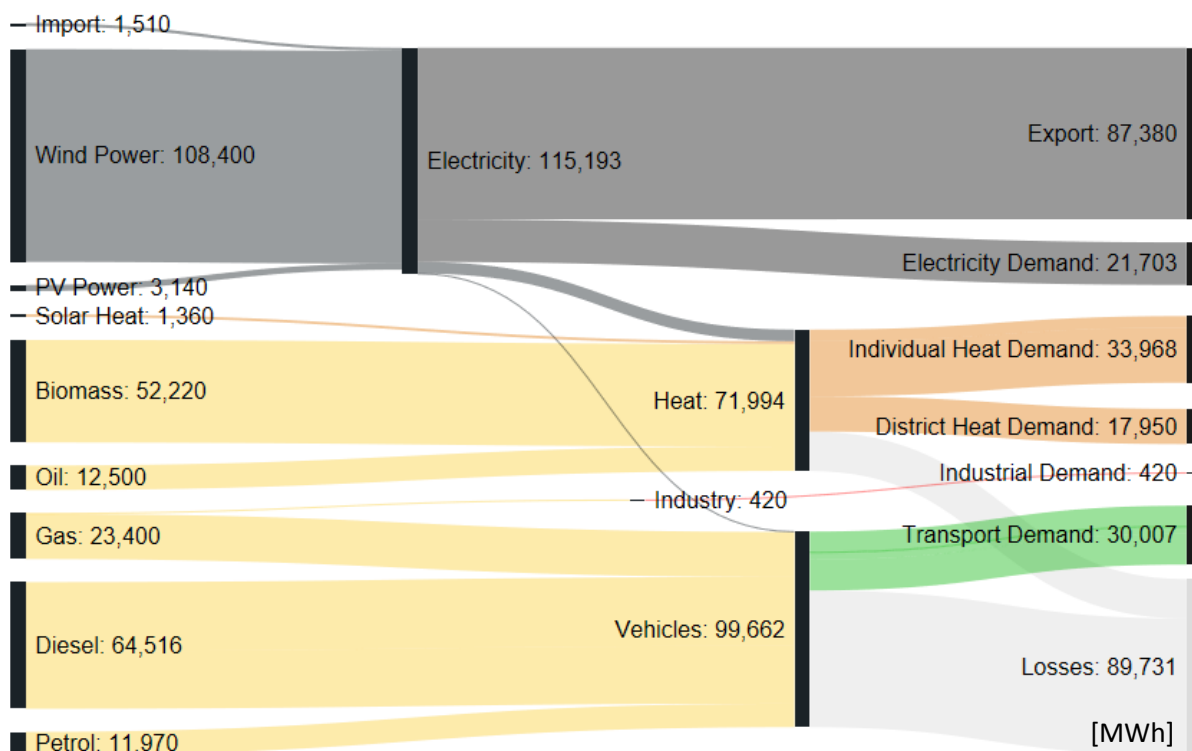 Import: 1,510
Wind Power: 108,400
Electricity: 115,193
Export: 87,380
Electricity Demand: 21,703
PV Power: 3,140
Solar Heat: 1,360
Biomass: 52,220
Heat: 71,994
Individual Heat Demand: 33,968
District Heat Demand: 17,950
Oil: 12,500
Industry: 420
Industrial Demand: 420
Gas: 23,400
Transport Demand: 30,007
Diesel: 64,516
Vehicles: 99,662
Losses: 89,731
Petrol: 11,970
[MWh]